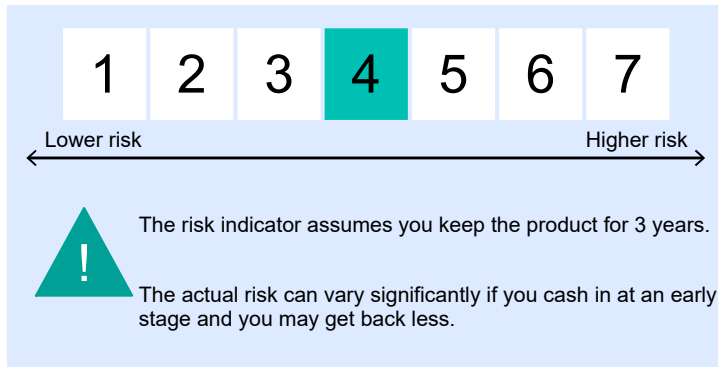 1 2 3 4 5 6 7
Lower risk Higher risk
!
The risk indicator assumes you keep the product for 3 years.
The actual risk can vary significantly if you cash in at an early
stage and you may get back less.